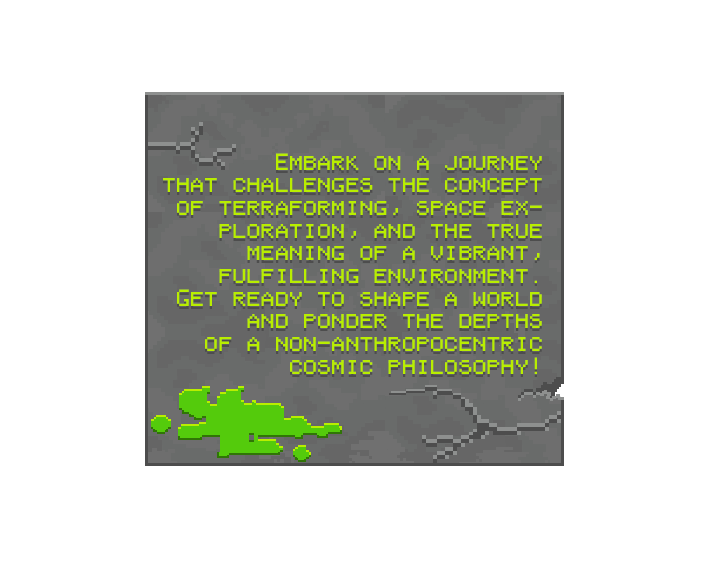 Embark on a journey
that challenges the concept
of terraforming, space ex-
ploration, and the true
meaning of a vibrant,
fulfilling environment.
Get ready to shape a world
and ponder the depths
of a non-anthropocentric
cosmic philosophy!